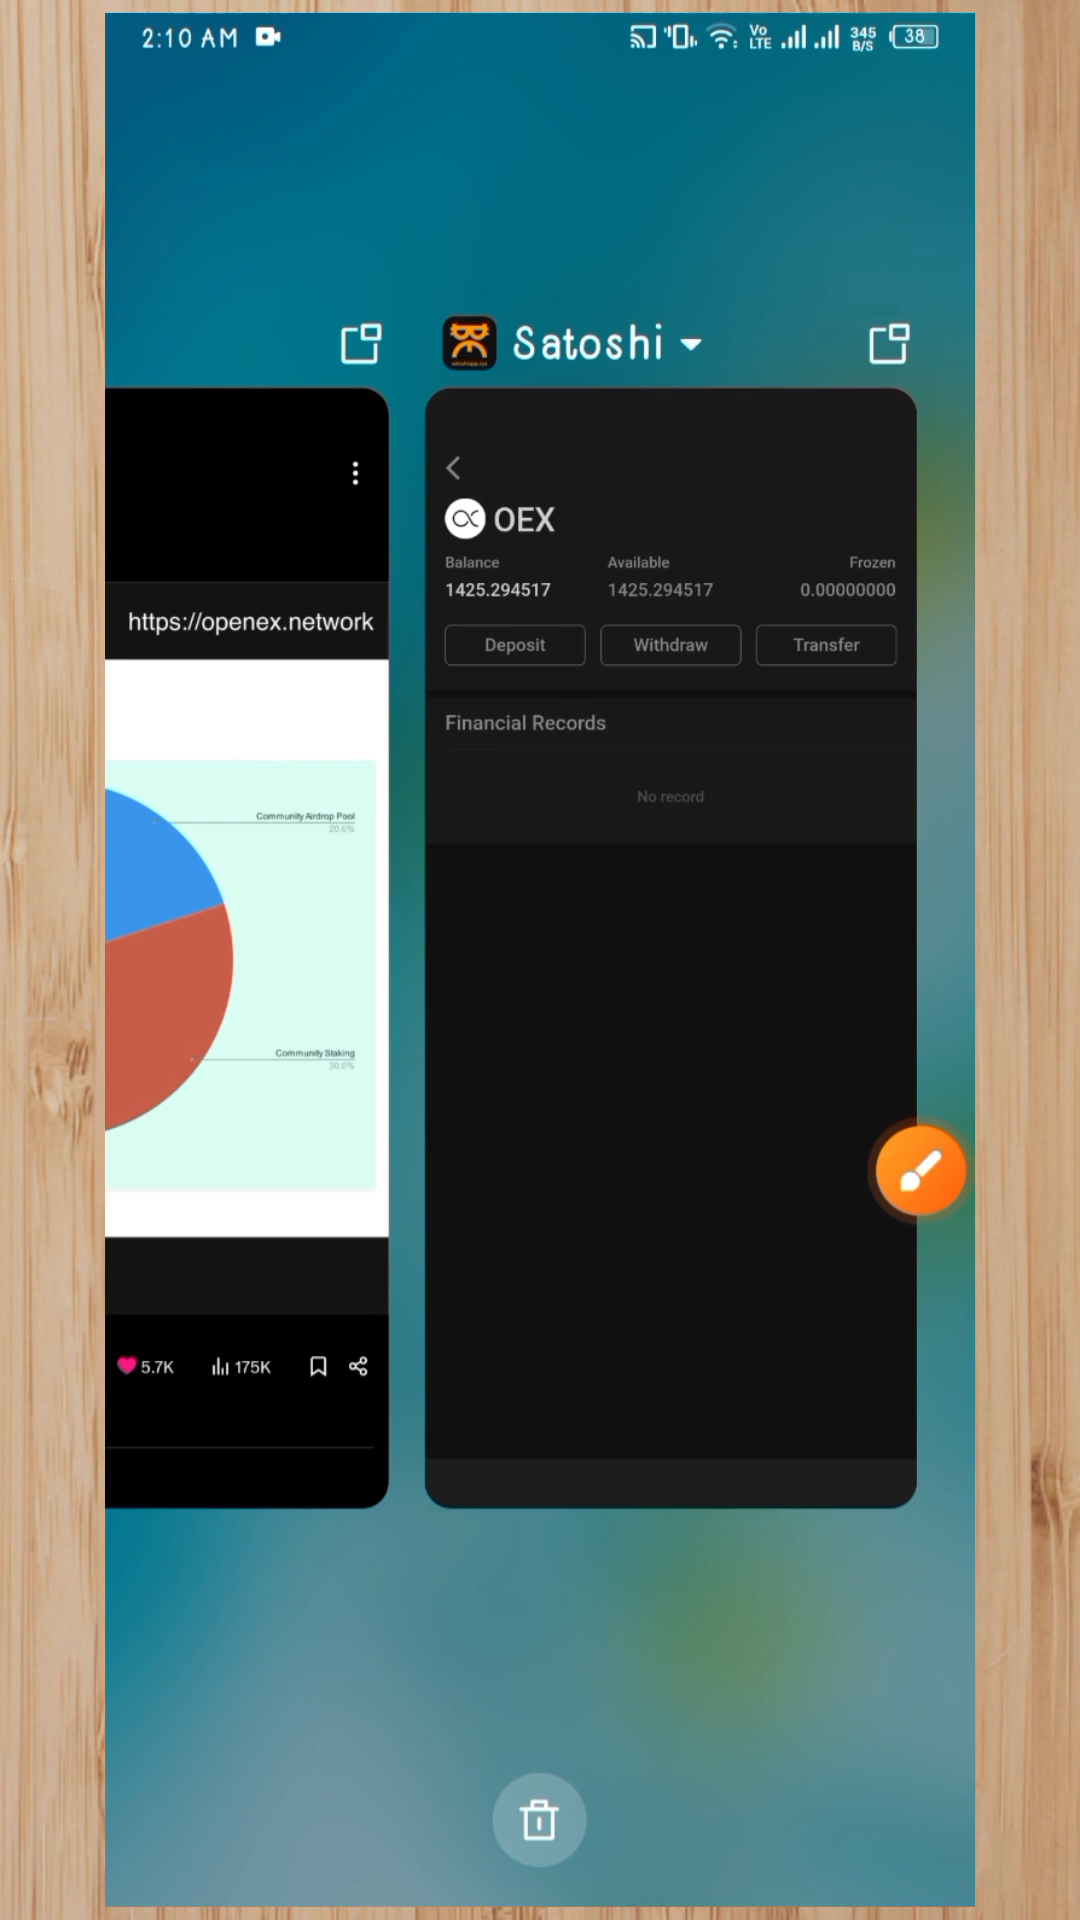 2:10 AM
Vo
LTE
345
B/S
38
Satoshi
OEX
Balance
Available
Frozen
1425.294517
1425.294517
0.00000000
Deposit
Withdraw
Transfer
Financial Records
No record
https://openex.network
Community Airdrop Pool
20.0%
Community Staking
30.0%
5.7K
175K